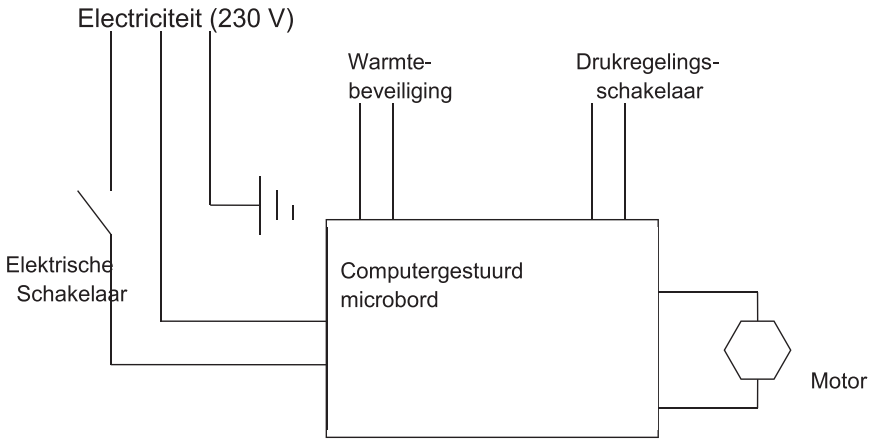 Electriciteit (230 V)
Warmte-
beveiliging
Drukregelings-
schakelaar
Elektrische
Schakelaar
Computergestuurd
microbord
Motor